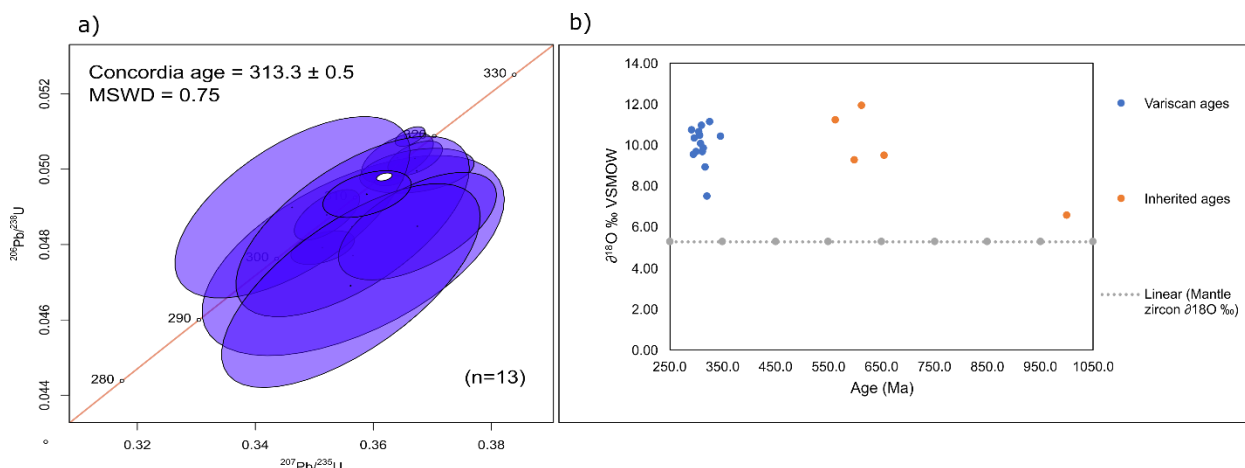 a)
Concordia age = 313.3 ± 0.5
MSWD = 0.75
330
300
290
280
(n=13)
0.052
0.050
0.048
0.046
0.044
²⁰⁶Pb/²³⁸U
0.32
0.34
0.36
0.38
²⁰⁷Pb/²³⁵U
b)
14.00
12.00
10.00
8.00
6.00
4.00
2.00
0.00
∂¹⁸O ‰ VSMOW
250.0
350.0
450.0
550.0
650.0
750.0
850.0
950.0
1050.0
Age (Ma)
Variscan ages
Inherited ages
Linear (Mantle
zircon ∂18O ‰)